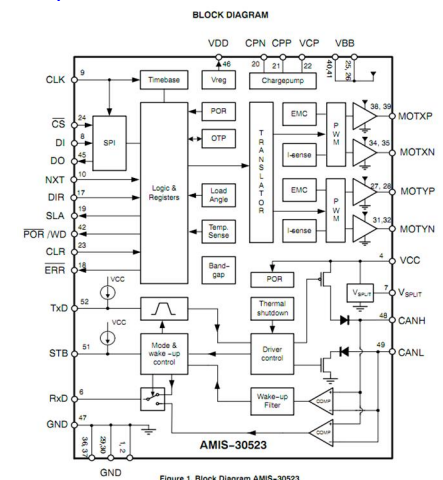 BLOCK DIAGRAM
VDD
CPN
CPP
VCP
VBB
46
20
21
22
40,41
25, 26
CLK
9
Timebase
Vreg
Chargepump
CS
24
DI
8
DO
45
SPI
POR
OTP
EMC
I-sense
PWM
38, 39
MOTXP
34, 35
MOTXN
NXT
10
DIR
17
SLA
19
POR /WD
42
CLR
23
ERR
18
Logic &
Registers
Load
Angle
Temp.
Sense
Band-
gap
TRANSLATOR
EMC
I-sense
PWM
27, 28
MOTYP
31,32
MOTYN
4
VCC
POR
VSPLIT
7
VSPLIT
VCC
TxD
52
Thermal
shutdown
48
CANH
VCC
STB
51
Mode &
wake -up
control
Driver
control
49
CANL
RxD
6
Wake-up
Filter
COMP
COMP
GND
47
36, 37
29,30
1, 2
AMIS−30523
GND
Figure 1. Block Diagram AMIS−30523